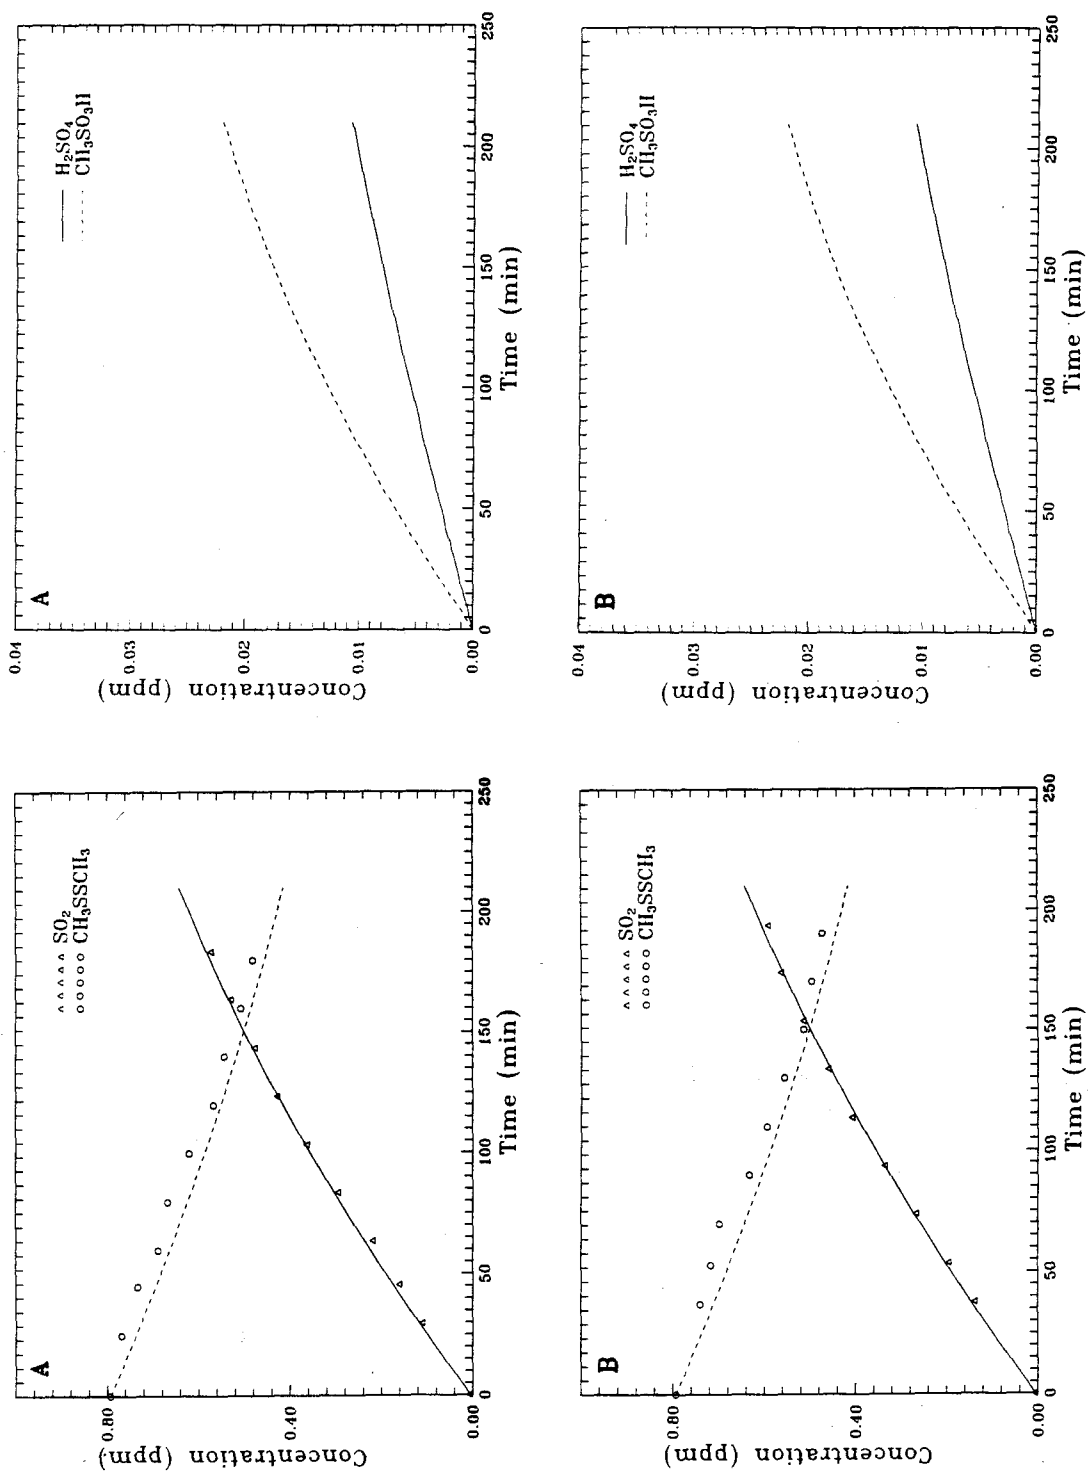 A
△ △ △ △ △ SO2
○ ○ ○ ○ ○ CH3SSCH3
Concentration (ppm)
0.80
0.40
0.00
0
50
100
150
200
250
Time (min)
A
H2SO4
CH3SO3H
Concentration (ppm)
0.04
0.03
0.02
0.01
0.00
0
50
100
150
200
250
Time (min)
B
△ △ △ △ △ SO2
○ ○ ○ ○ ○ CH3SSCH3
Concentration (ppm)
0.80
0.40
0.00
0
50
100
150
200
250
Time (min)
B
H2SO4
CH3SO3H
Concentration (ppm)
0.04
0.03
0.02
0.01
0.00
0
50
100
150
200
250
Time (min)